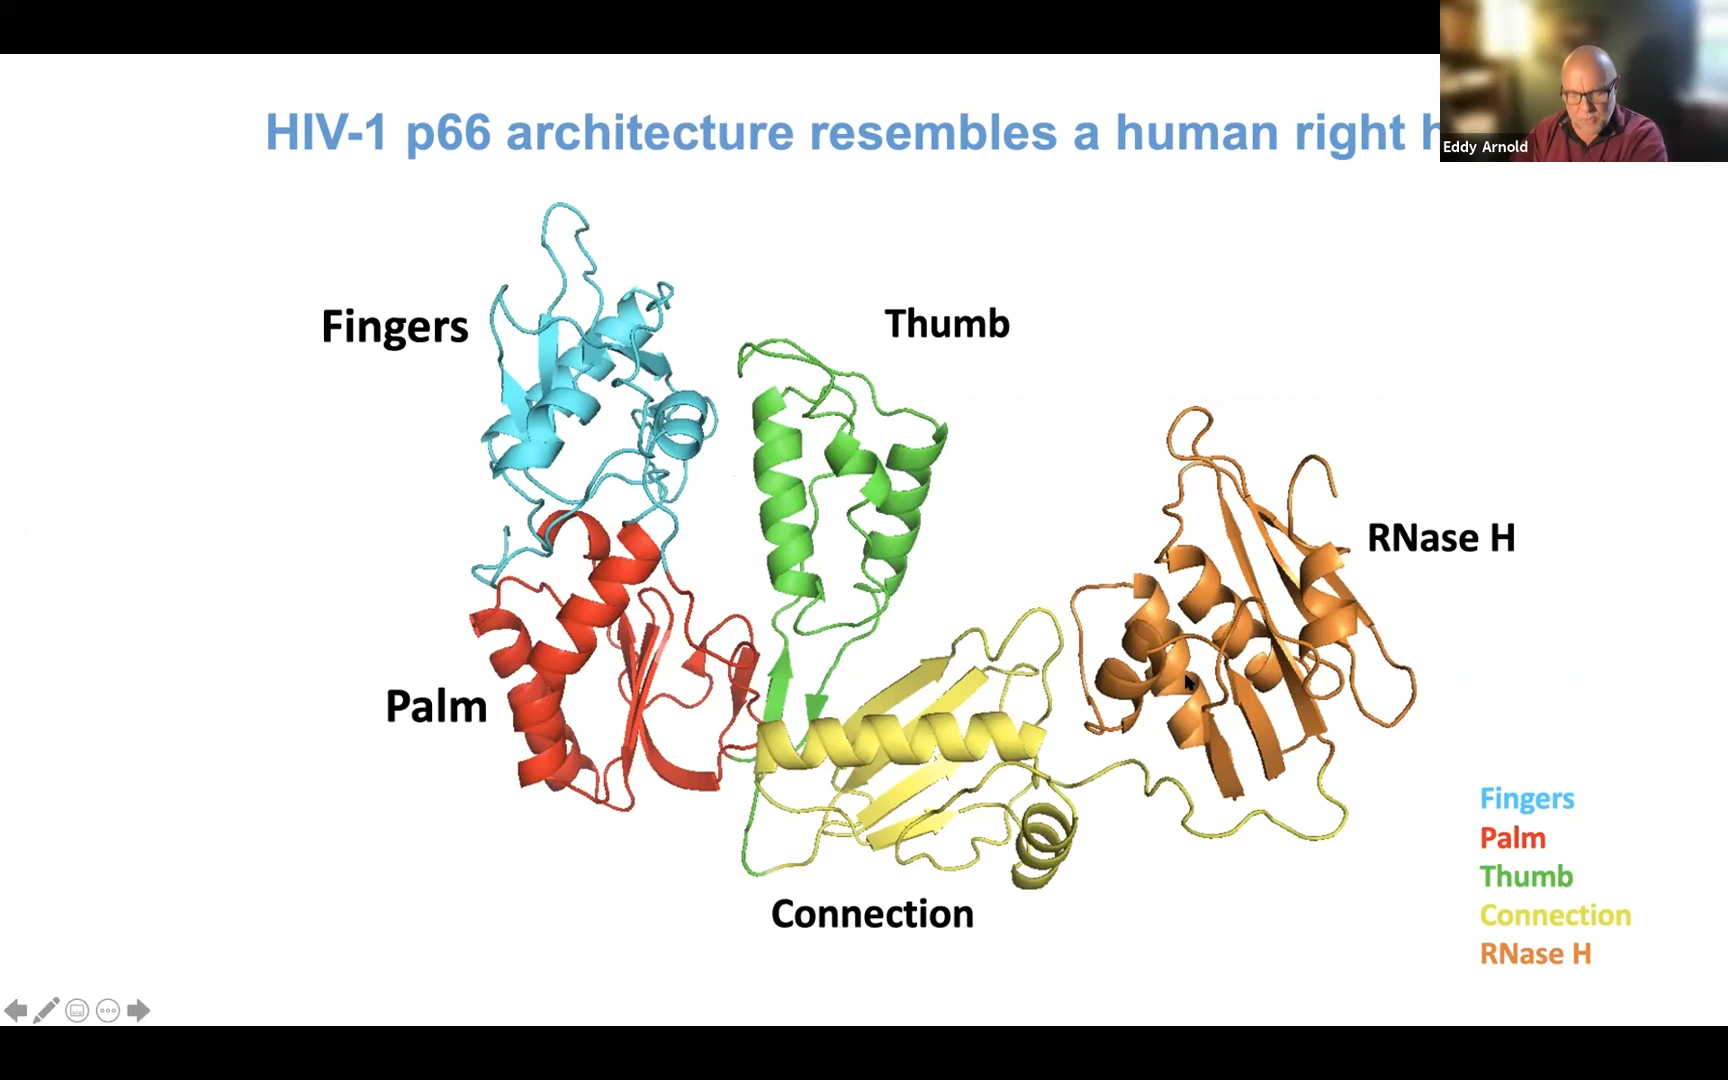 HIV-1 p66 architecture resembles a human right
Eddy Arnold
Fingers
Thumb
RNase H
Palm
Connection
Fingers
Palm
Thumb
Connection
RNase H